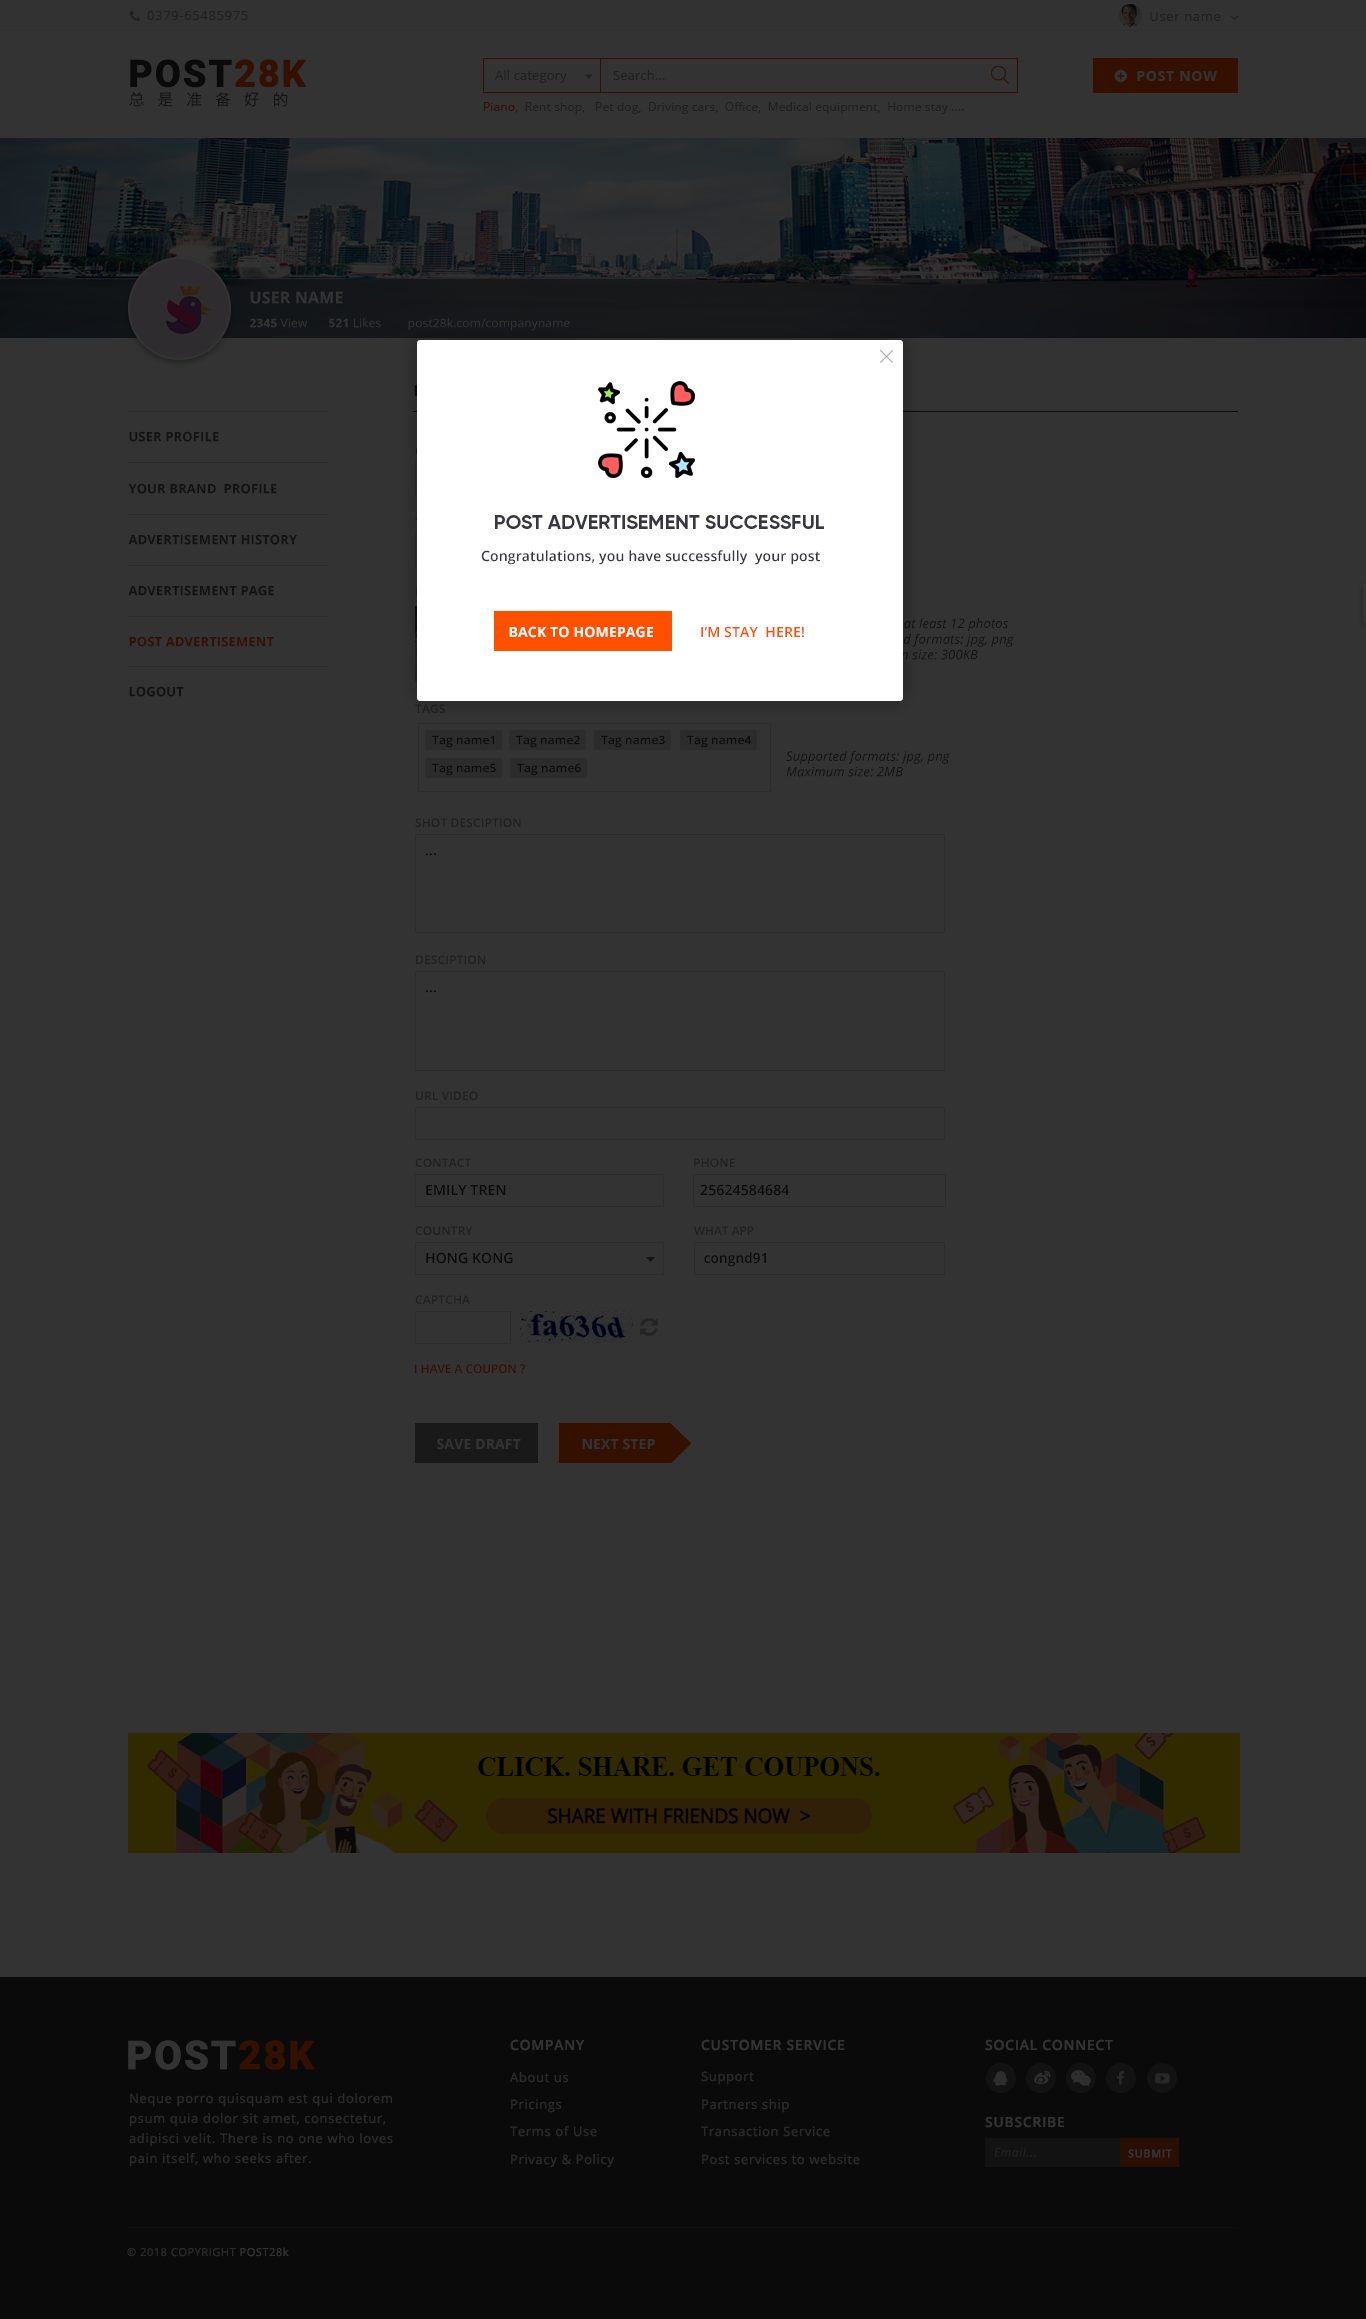 0379-65485975
User name
POST28K
总是准备好的
All category
Search...
POST NOW
Piano, Rent shop, Pet dog, Driving cars, Office, Medical equipment, Home stay ....
USER NAME
2345 View 521 Likes post28k.com/companyname
USER PROFILE
YOUR BRAND PROFILE
ADVERTISEMENT HISTORY
ADVERTISEMENT PAGE
POST ADVERTISEMENT
LOGOUT
POST ADVERTISEMENT SUCCESSFUL
Congratulations, you have successfully your post
BACK TO HOMEPAGE
I'M STAY HERE!
at least 12 photos
formats: jpg, png
size: 300KB
TAGS
Tag name1 Tag name2 Tag name3 Tag name4
Tag name5 Tag name6
Supported formats: jpg, png
Maximum size: 2MB
SHOT DESCIPTION
...
DESCIPTION
...
URL VIDEO
CONTACT
PHONE
EMILY TREN
25624584684
COUNTRY
WHAT APP
HONG KONG
congnd91
CAPTCHA
fa636d
I HAVE A COUPON ?
SAVE DRAFT
NEXT STEP
CLICK. SHARE. GET COUPONS.
SHARE WITH FRIENDS NOW >
POST28K
Neque porro quisquam est qui dolorem
psum quia dolor sit amet, consectetur,
adipisci velit. There is no one who loves
pain itself, who seeks after.
COMPANY
About us
Pricings
Terms of Use
Privacy & Policy
CUSTOMER SERVICE
Support
Partners ship
Transaction Service
Post services to website
SOCIAL CONNECT
SUBSCRIBE
Email...
SUBMIT
© 2018 COPYRIGHT POST28k